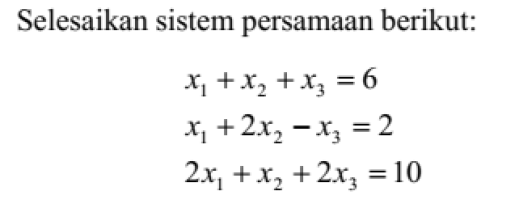 Selesaikan sistem persamaan berikut:
x₁ + x₂ + x₃ = 6
x₁ + 2x₂ − x₃ = 2
2x₁ + x₂ + 2x₃ = 10